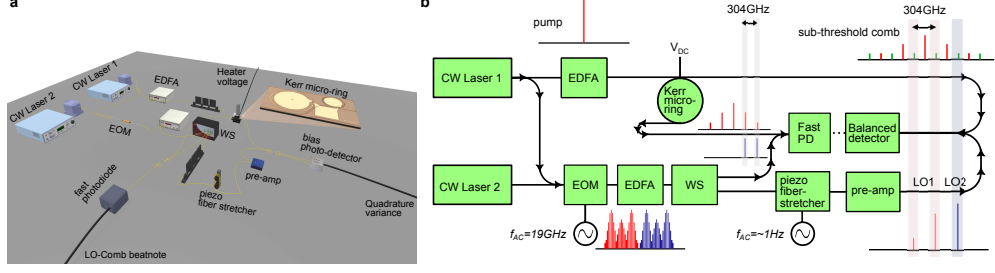 a
CW Laser 1
CW Laser 2
EDFA
EOM
Heater
voltage
Kerr micro-ring
WS
bias
photo-detector
pre-amp
fast
photodiode
piezo
fiber stretcher
Quadrature
variance
LO-Comb beatnote
b
pump
304GHz
304GHz
sub-threshold comb
CW Laser 1
EDFA
V_DC
Kerr
micro-
ring
Fast
PD
Balanced
detector
CW Laser 2
EOM
EDFA
WS
piezo
fiber-
stretcher
pre-amp
LO1
LO2
f_AC=19GHz
f_AC=~1Hz